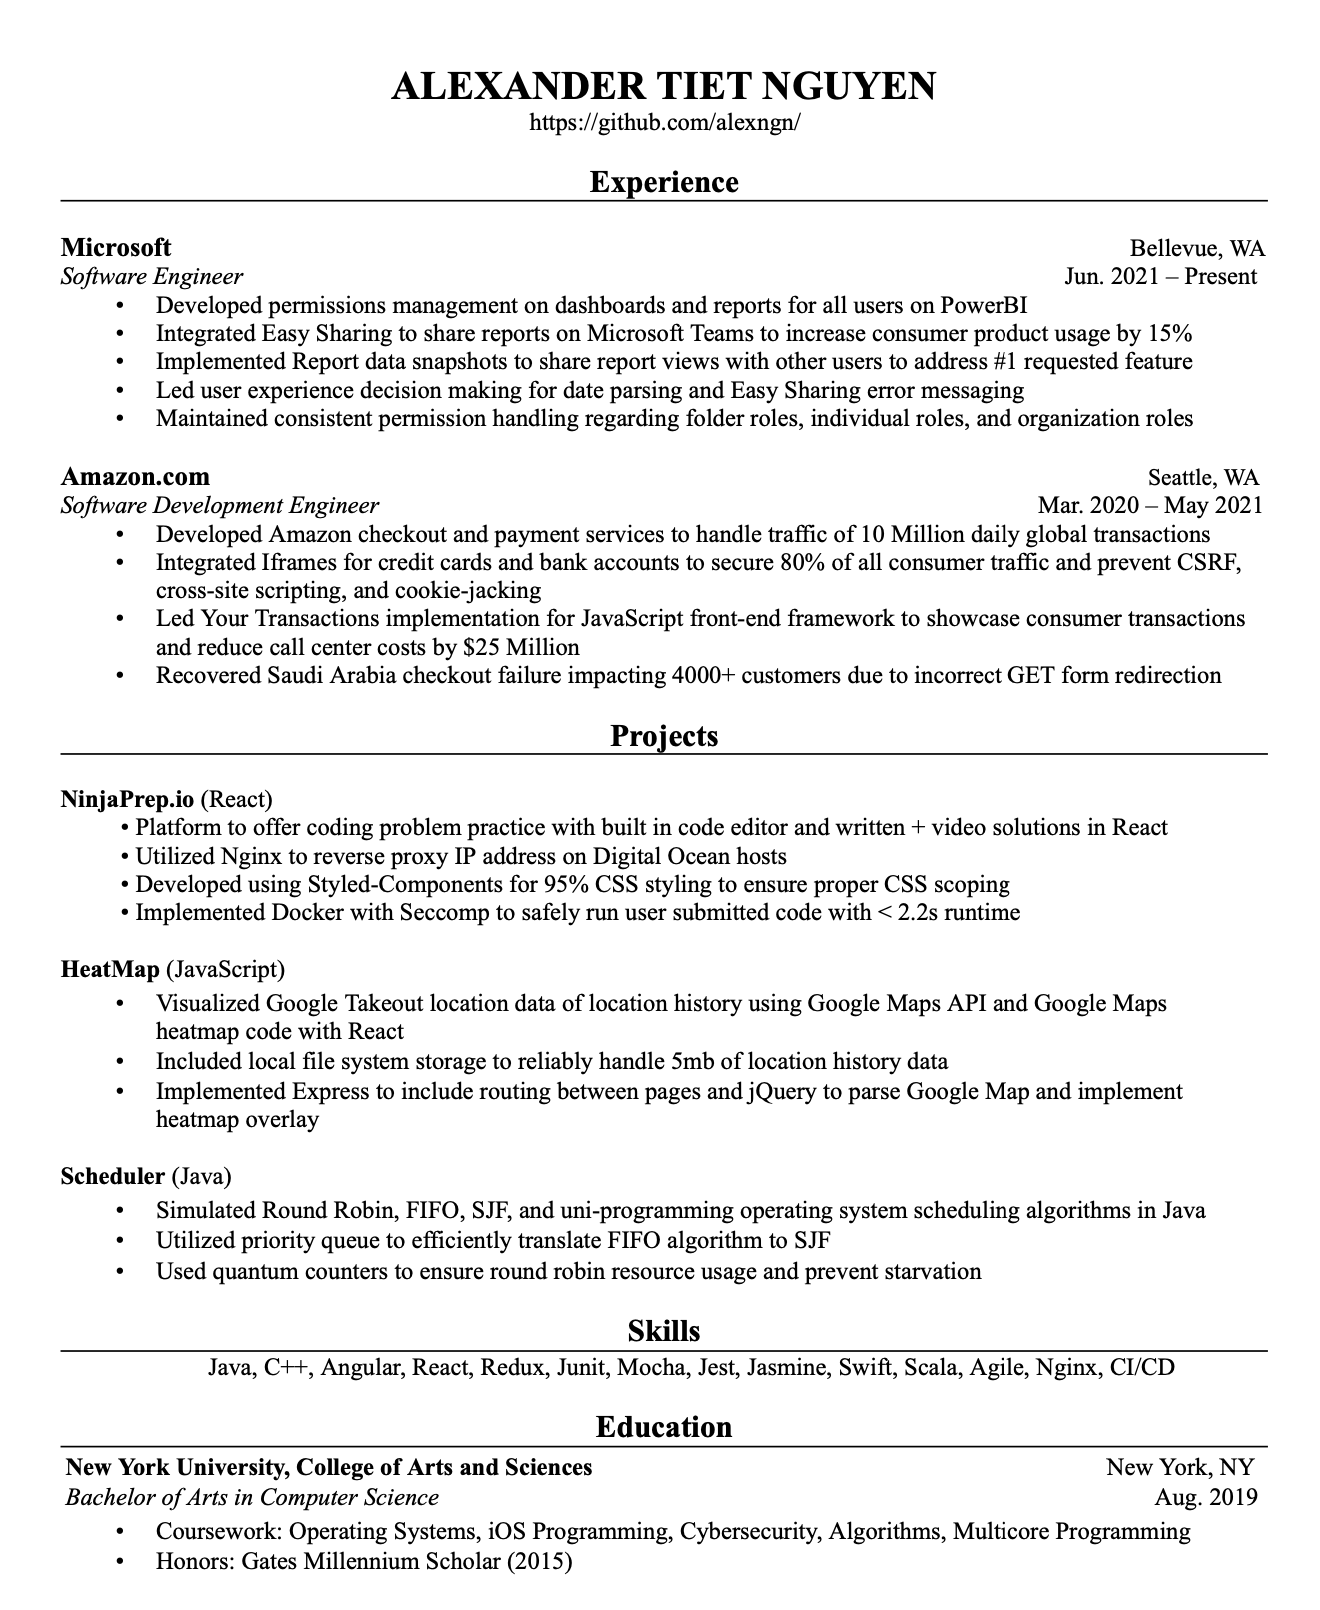 ALEXANDER TIET NGUYEN
https://github.com/alexngn/
Experience
Microsoft Bellevue, WA
Software Engineer Jun. 2021 – Present
• Developed permissions management on dashboards and reports for all users on PowerBI
• Integrated Easy Sharing to share reports on Microsoft Teams to increase consumer product usage by 15%
• Implemented Report data snapshots to share report views with other users to address #1 requested feature
• Led user experience decision making for date parsing and Easy Sharing error messaging
• Maintained consistent permission handling regarding folder roles, individual roles, and organization roles
Amazon.com Seattle, WA
Software Development Engineer Mar. 2020 – May 2021
• Developed Amazon checkout and payment services to handle traffic of 10 Million daily global transactions
• Integrated Iframes for credit cards and bank accounts to secure 80% of all consumer traffic and prevent CSRF,
cross-site scripting, and cookie-jacking
• Led Your Transactions implementation for JavaScript front-end framework to showcase consumer transactions
and reduce call center costs by $25 Million
• Recovered Saudi Arabia checkout failure impacting 4000+ customers due to incorrect GET form redirection
Projects
NinjaPrep.io (React)
• Platform to offer coding problem practice with built in code editor and written + video solutions in React
• Utilized Nginx to reverse proxy IP address on Digital Ocean hosts
• Developed using Styled-Components for 95% CSS styling to ensure proper CSS scoping
• Implemented Docker with Seccomp to safely run user submitted code with < 2.2s runtime
HeatMap (JavaScript)
• Visualized Google Takeout location data of location history using Google Maps API and Google Maps
heatmap code with React
• Included local file system storage to reliably handle 5mb of location history data
• Implemented Express to include routing between pages and jQuery to parse Google Map and implement
heatmap overlay
Scheduler (Java)
• Simulated Round Robin, FIFO, SJF, and uni-programming operating system scheduling algorithms in Java
• Utilized priority queue to efficiently translate FIFO algorithm to SJF
• Used quantum counters to ensure round robin resource usage and prevent starvation
Skills
Java, C++, Angular, React, Redux, Junit, Mocha, Jest, Jasmine, Swift, Scala, Agile, Nginx, CI/CD
Education
New York University, College of Arts and Sciences New York, NY
Bachelor of Arts in Computer Science Aug. 2019
• Coursework: Operating Systems, iOS Programming, Cybersecurity, Algorithms, Multicore Programming
• Honors: Gates Millennium Scholar (2015)